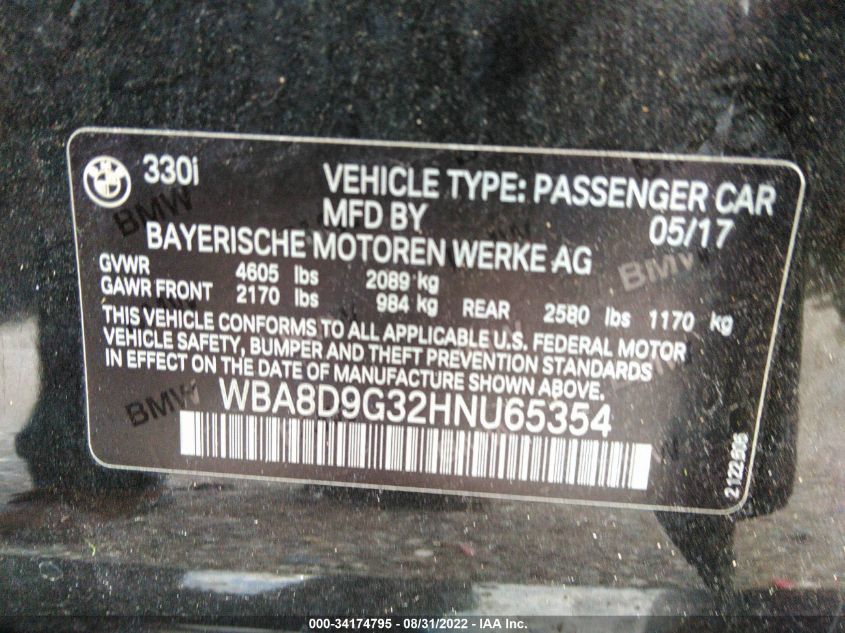 330i
VEHICLE TYPE: PASSENGER CAR
MFD BY 05/17
BAYERISCHE MOTOREN WERKE AG
GVWR 4605 lbs 2089 kg
GAWR FRONT 2170 lbs 984 kg REAR 2580 lbs 1170 kg
THIS VEHICLE CONFORMS TO ALL APPLICABLE U.S. FEDERAL MOTOR
VEHICLE SAFETY, BUMPER AND THEFT PREVENTION STANDARDS
IN EFFECT ON THE DATE OF MANUFACTURE SHOWN ABOVE.
WBA8D9G32HNU65354
BMW
BMW
BMW
000-34174795 - 08/31/2022 - IAA Inc.